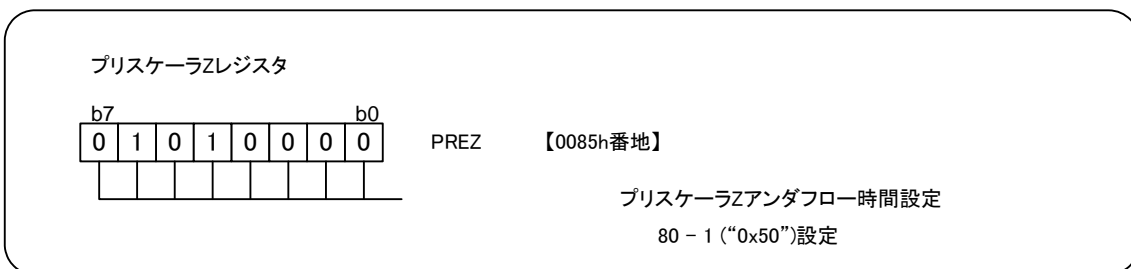 プリスケーラZレジスタ
b7 b0
0 1 0 1 0 0 0 0 PREZ 【0085h番地】
プリスケーラZアンダフロー時間設定
80 - 1 (“0x50”)設定